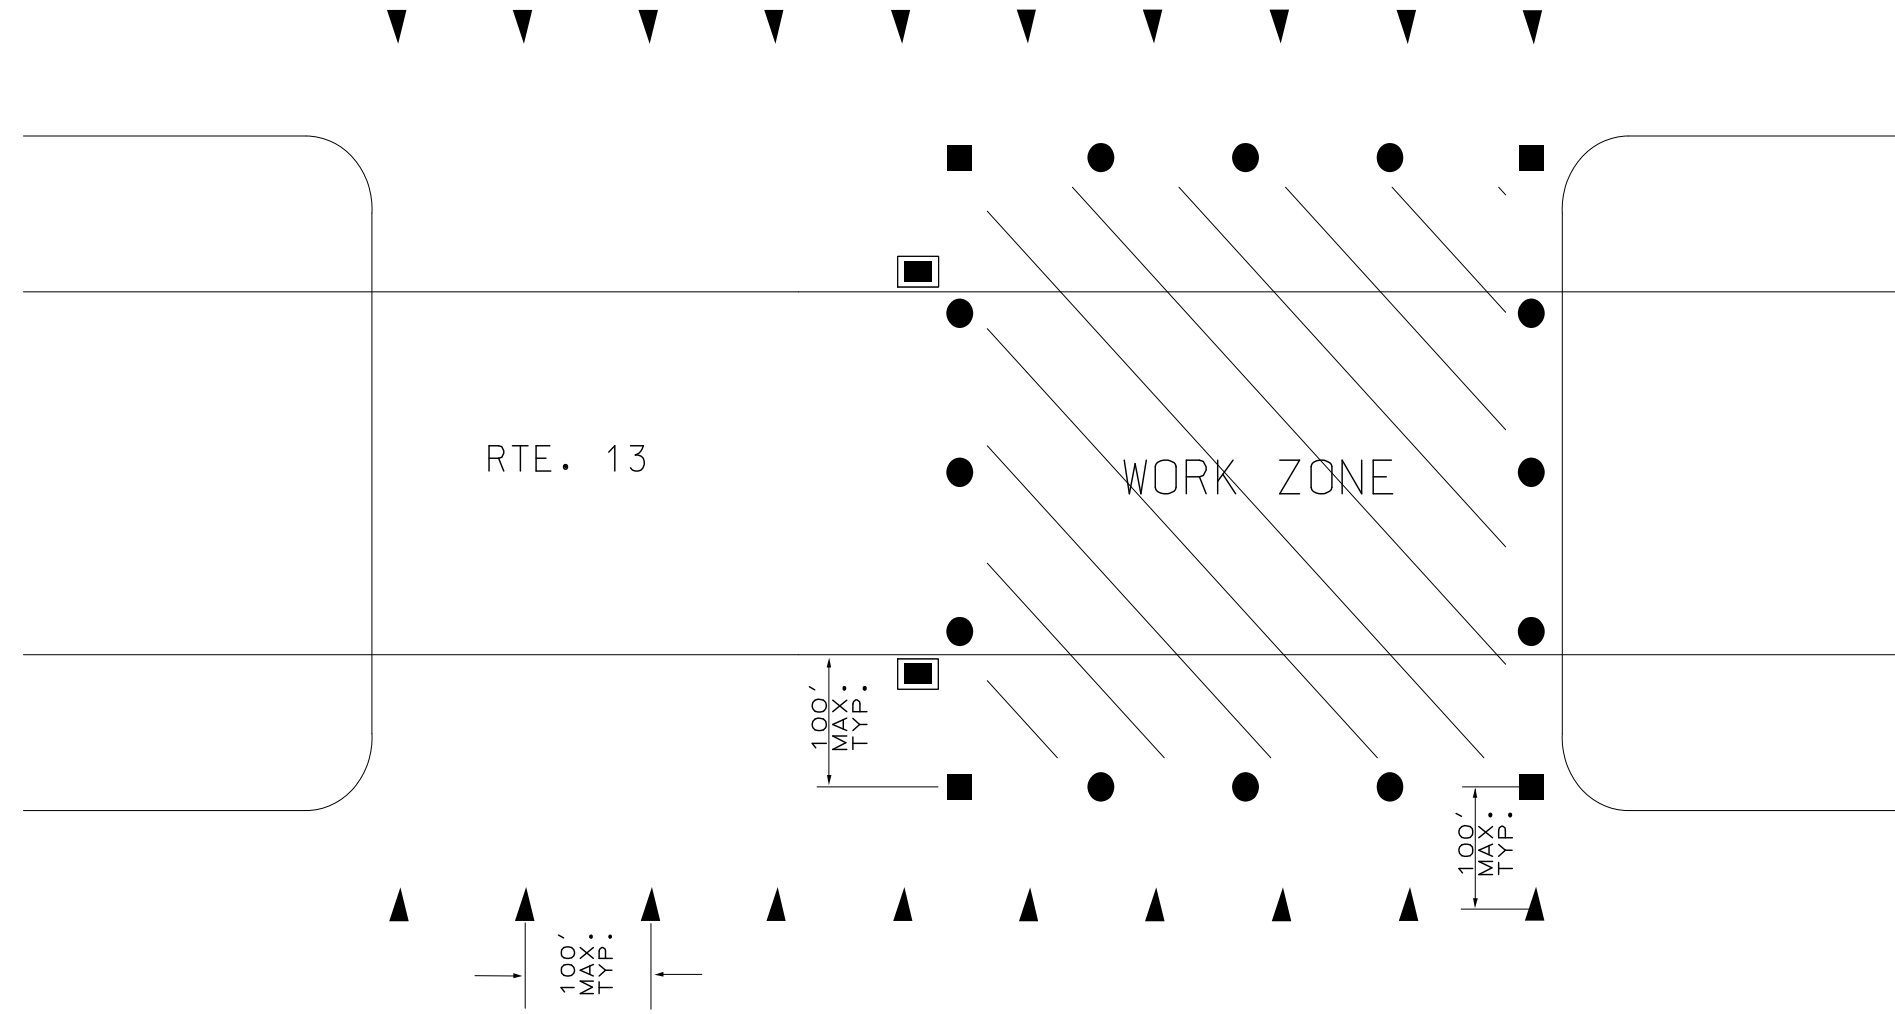 RTE. 13
WORK ZONE
100'
MAX.
TYP.
100'
MAX.
TYP.
100'
MAX.
TYP.